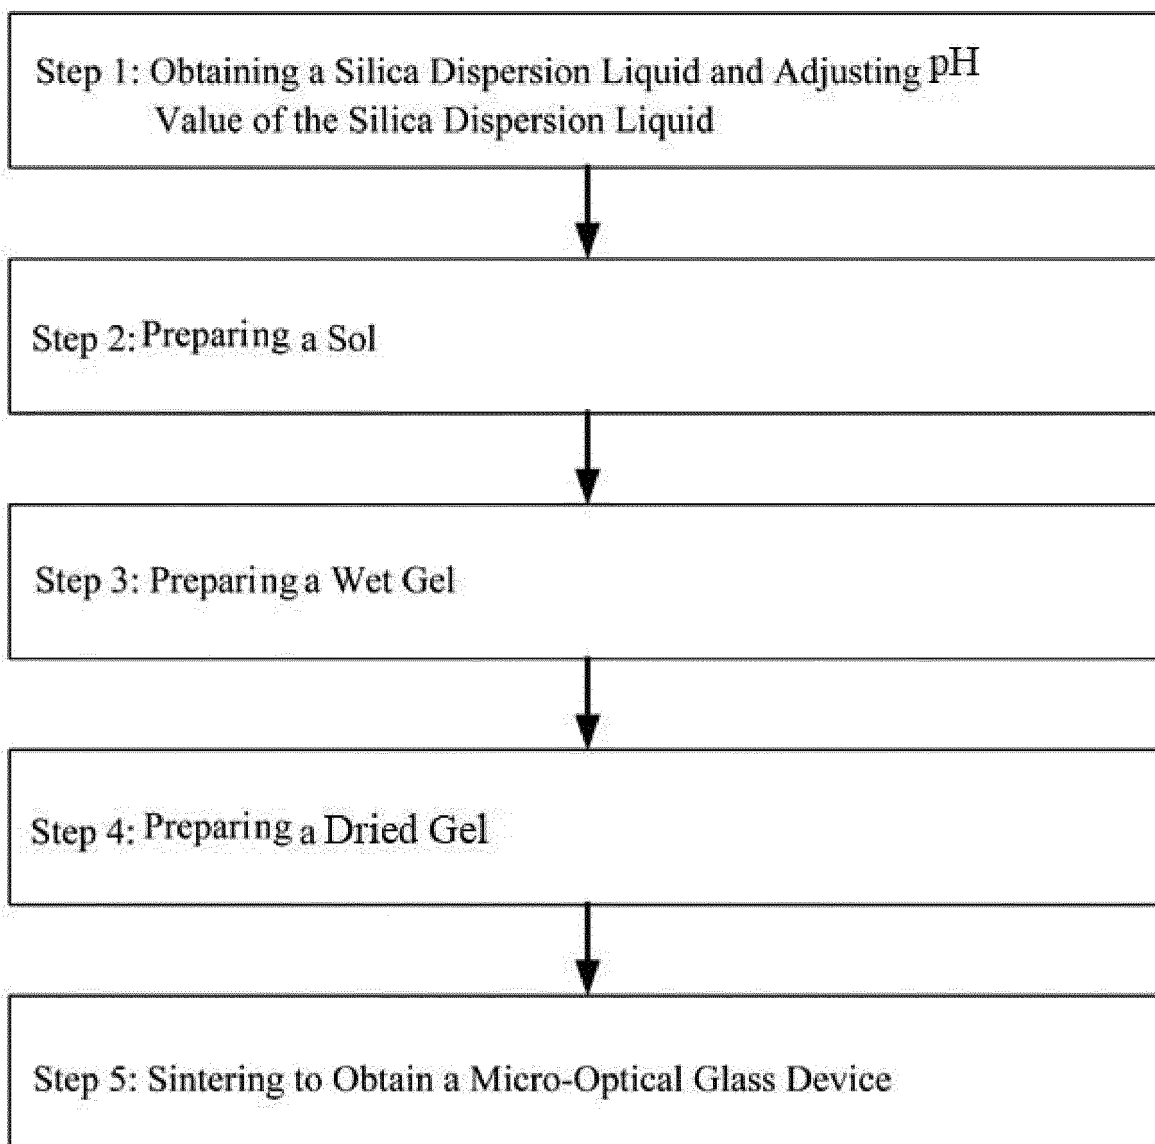 Step 1: Obtaining a Silica Dispersion Liquid and Adjusting pH
Value of the Silica Dispersion Liquid
Step 2: Preparing a Sol
Step 3: Preparing a Wet Gel
Step 4: Preparing a Dried Gel
Step 5: Sintering to Obtain a Micro-Optical Glass Device